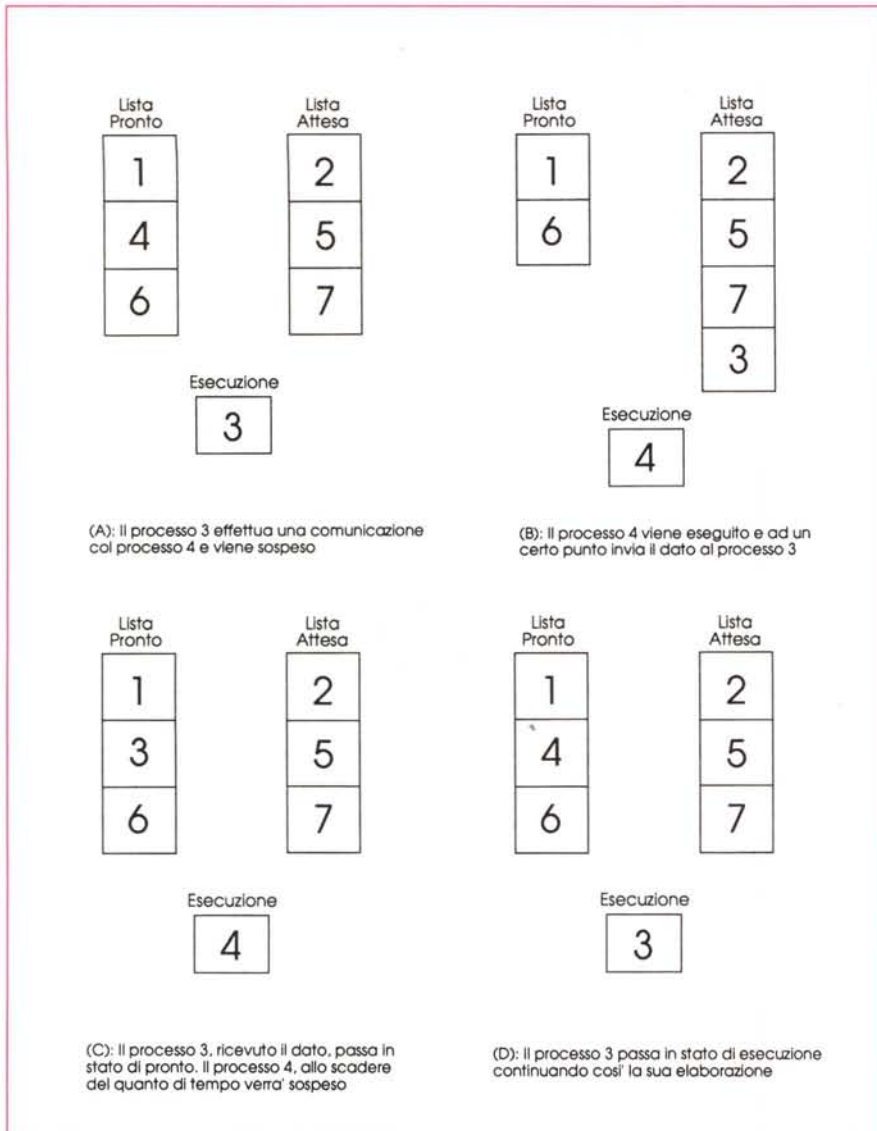 Lista
Pronto
1
4
6
Lista
Attesa
2
5
7
Esecuzione
3
(A): Il processo 3 effettua una comunicazione
col processo 4 e viene sospeso
Lista
Pronto
1
6
Lista
Attesa
2
5
7
3
Esecuzione
4
(B): Il processo 4 viene eseguito e ad un
certo punto invia il dato al processo 3
Lista
Pronto
1
3
6
Lista
Attesa
2
5
7
Esecuzione
4
(C): Il processo 3, ricevuto il dato, passa in
stato di pronto. Il processo 4, allo scadere
del quanto di tempo verra' sospeso
Lista
Pronto
1
4
6
Lista
Attesa
2
5
7
Esecuzione
3
(D): Il processo 3 passa in stato di esecuzione
continuando cosi' la sua elaborazione